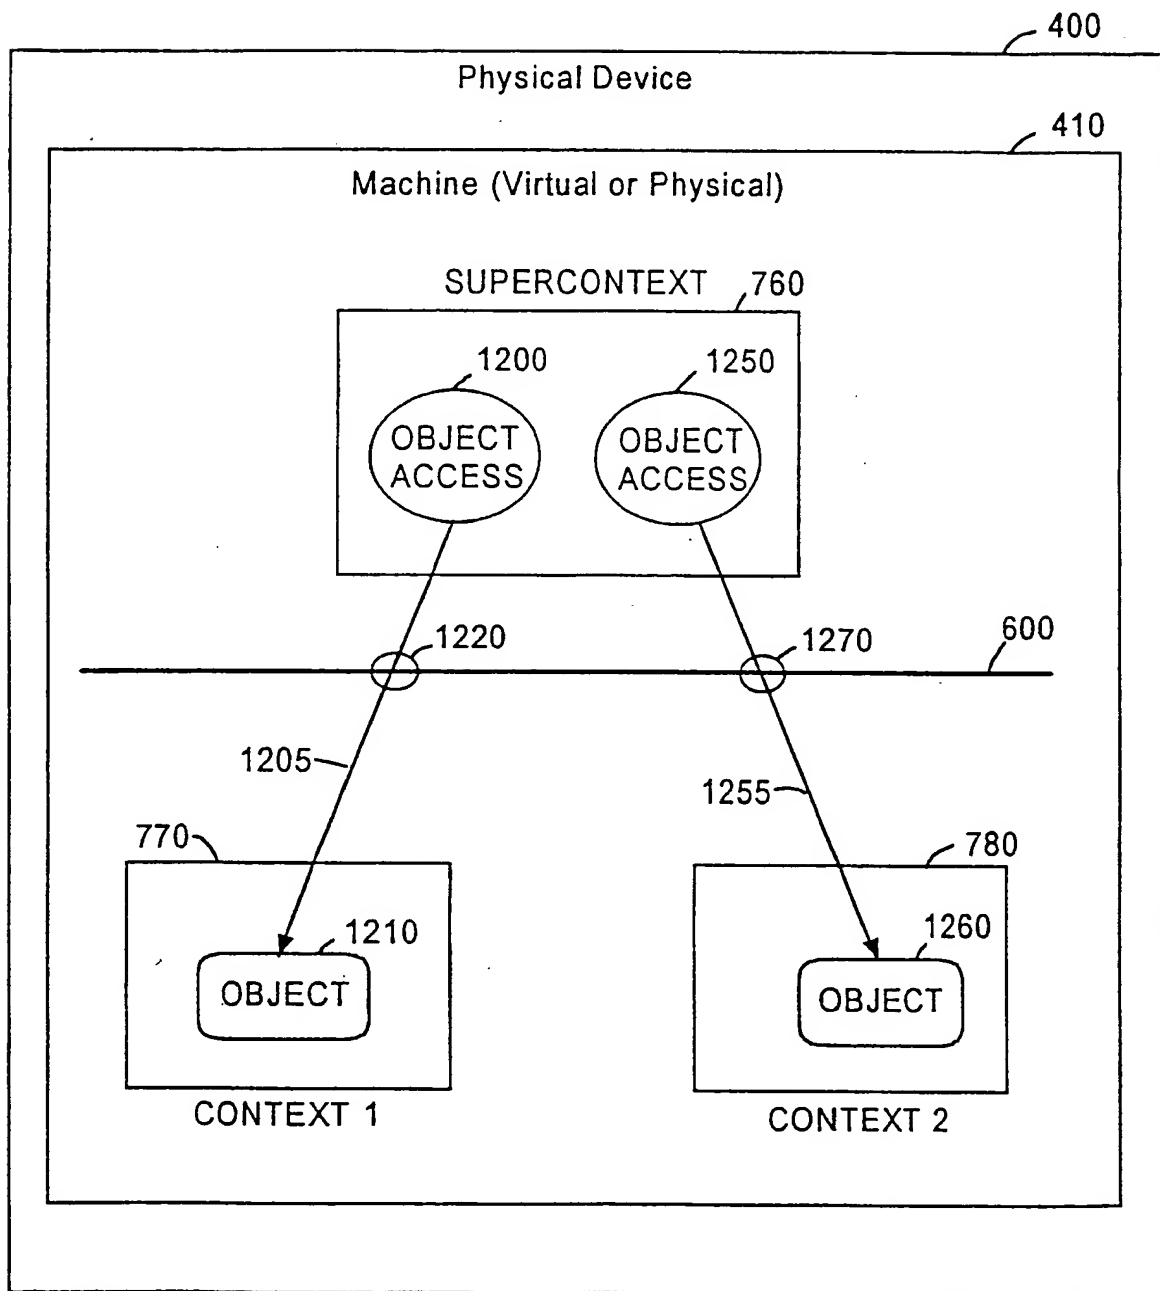 400
Physical Device
410
Machine (Virtual or Physical)
SUPERCONTEXT
760
1200
1250
OBJECT
ACCESS
OBJECT
ACCESS
1220
1270
600
1205
1255
770
780
1210
1260
OBJECT
OBJECT
CONTEXT 1
CONTEXT 2